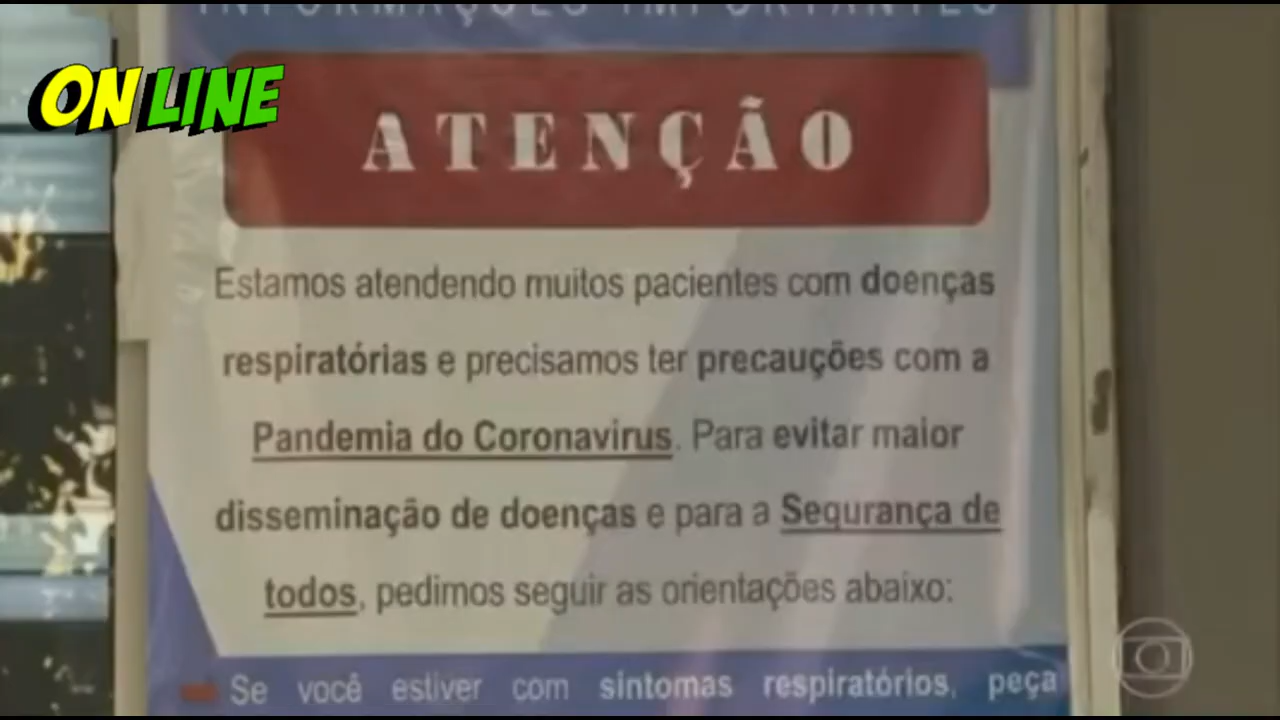 INFORMAÇÕES IMPORTANTES
ON LINE
ATENÇÃO
Estamos atendendo muitos pacientes com doenças
respiratórias e precisamos ter precauções com a
Pandemia do Coronavirus. Para evitar maior
disseminação de doenças e para a Segurança de
todos, pedimos seguir as orientações abaixo:
Se você estiver com sintomas respiratórios, peça